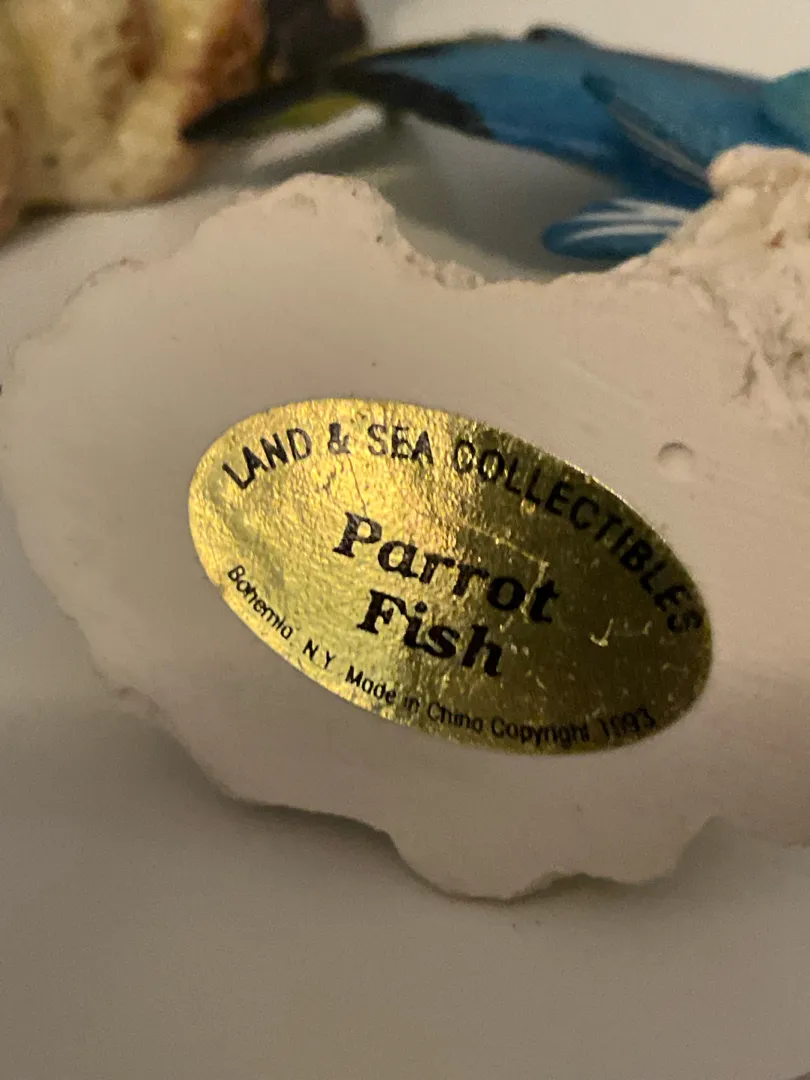 LAND & SEA COLLECTIBLES
Parrot
Fish
Bohemia, N.Y. Made in China Copyright 1993